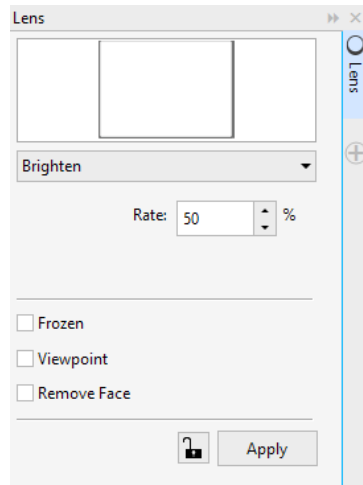 Lens
Lens
Brighten
Rate: 50 %
Frozen
Viewpoint
Remove Face
Apply